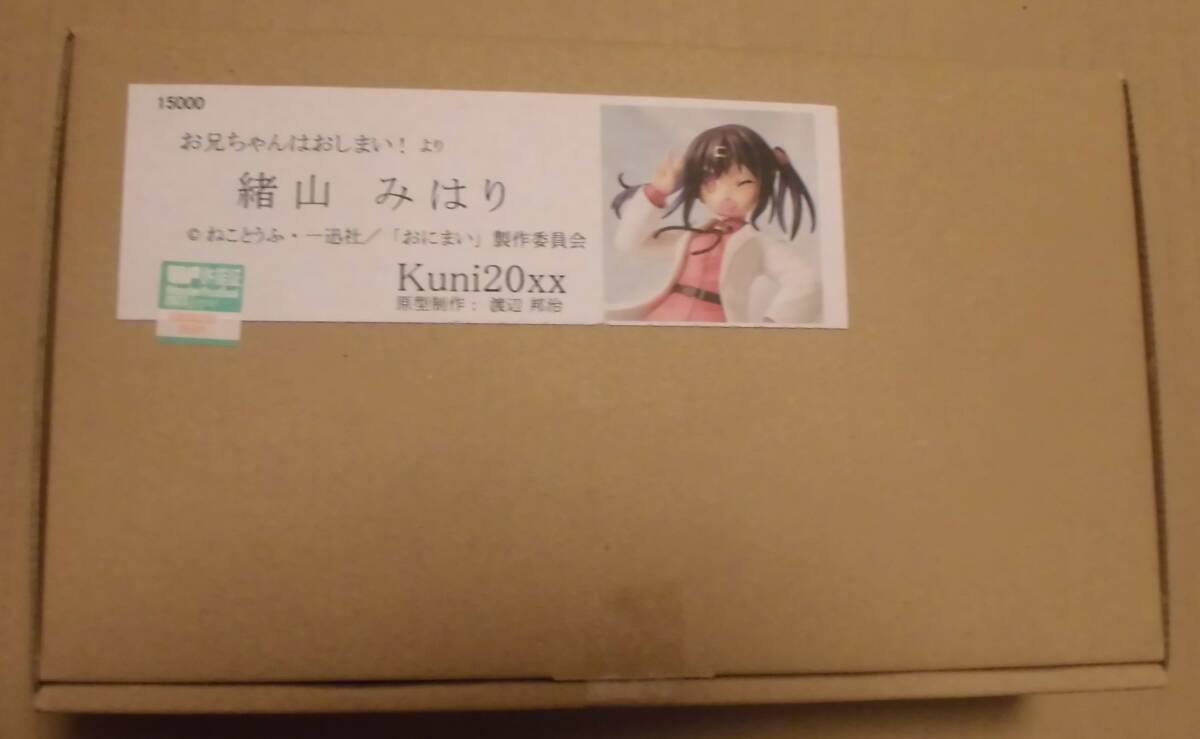 15000
お兄ちゃんはおしまい！ より
緒山 みはり
© ねことうふ・一迅社／「おにまい」製作委員会
Kuni20xx
原型制作： 渡辺 邦治